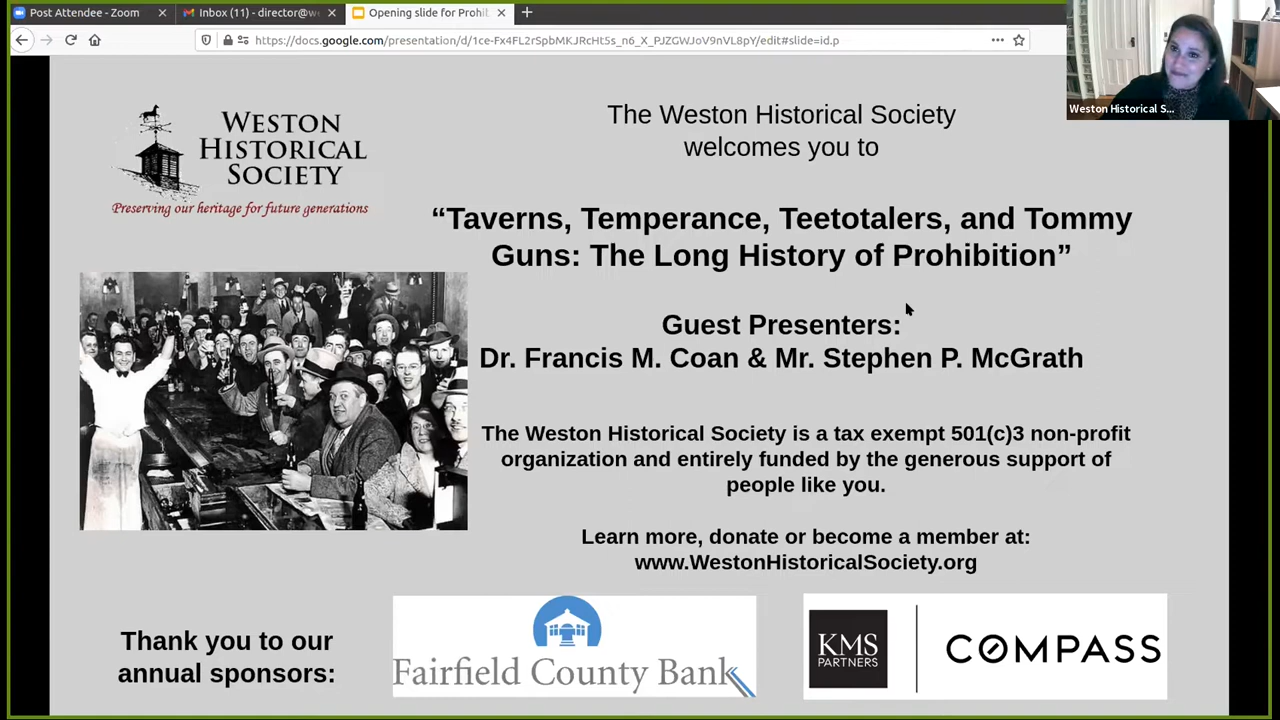 Post Attendee - Zoom
Inbox (11) - director@we
Opening slide for Prohib
https://docs.google.com/presentation/d/1ce-Fx4FL2rSpbMKJRcHt5s_n6_X_PJZGWJoV9nVL8pY/edit#slide=id.p
Weston Historical S...
WESTON
HISTORICAL
SOCIETY
Preserving our heritage for future generations
The Weston Historical Society
welcomes you to
“Taverns, Temperance, Teetotalers, and Tommy
Guns: The Long History of Prohibition”
Guest Presenters:
Dr. Francis M. Coan & Mr. Stephen P. McGrath
The Weston Historical Society is a tax exempt 501(c)3 non-profit
organization and entirely funded by the generous support of
people like you.
Learn more, donate or become a member at:
www.WestonHistoricalSociety.org
Thank you to our
annual sponsors:
Fairfield County Bank
KMS
PARTNERS
COMPASS